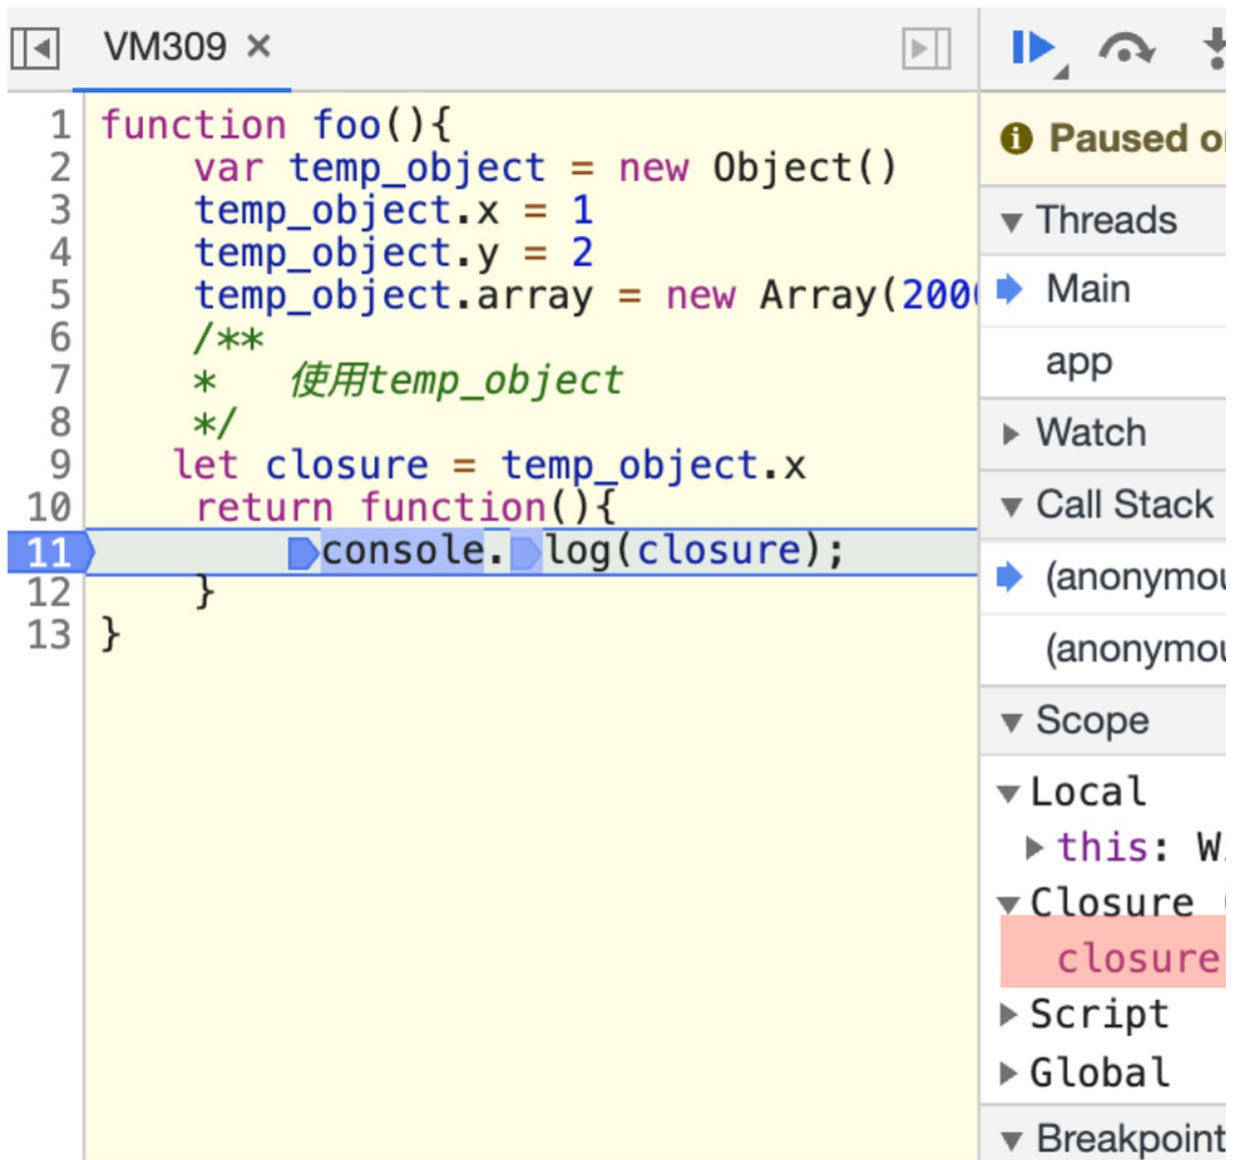 VM309 ×
1 function foo(){
2 var temp_object = new Object()
3 temp_object.x = 1
4 temp_object.y = 2
5 temp_object.array = new Array(200
6 /**
7 * 使用temp_object
8 */
9 let closure = temp_object.x
10 return function(){
11 console.log(closure);
12 }
13 }
Paused
Threads
Main
app
Watch
Call Stack
(anonymou
(anonymou
Scope
Local
this: W
Closure
closure
Script
Global
Breakpoint